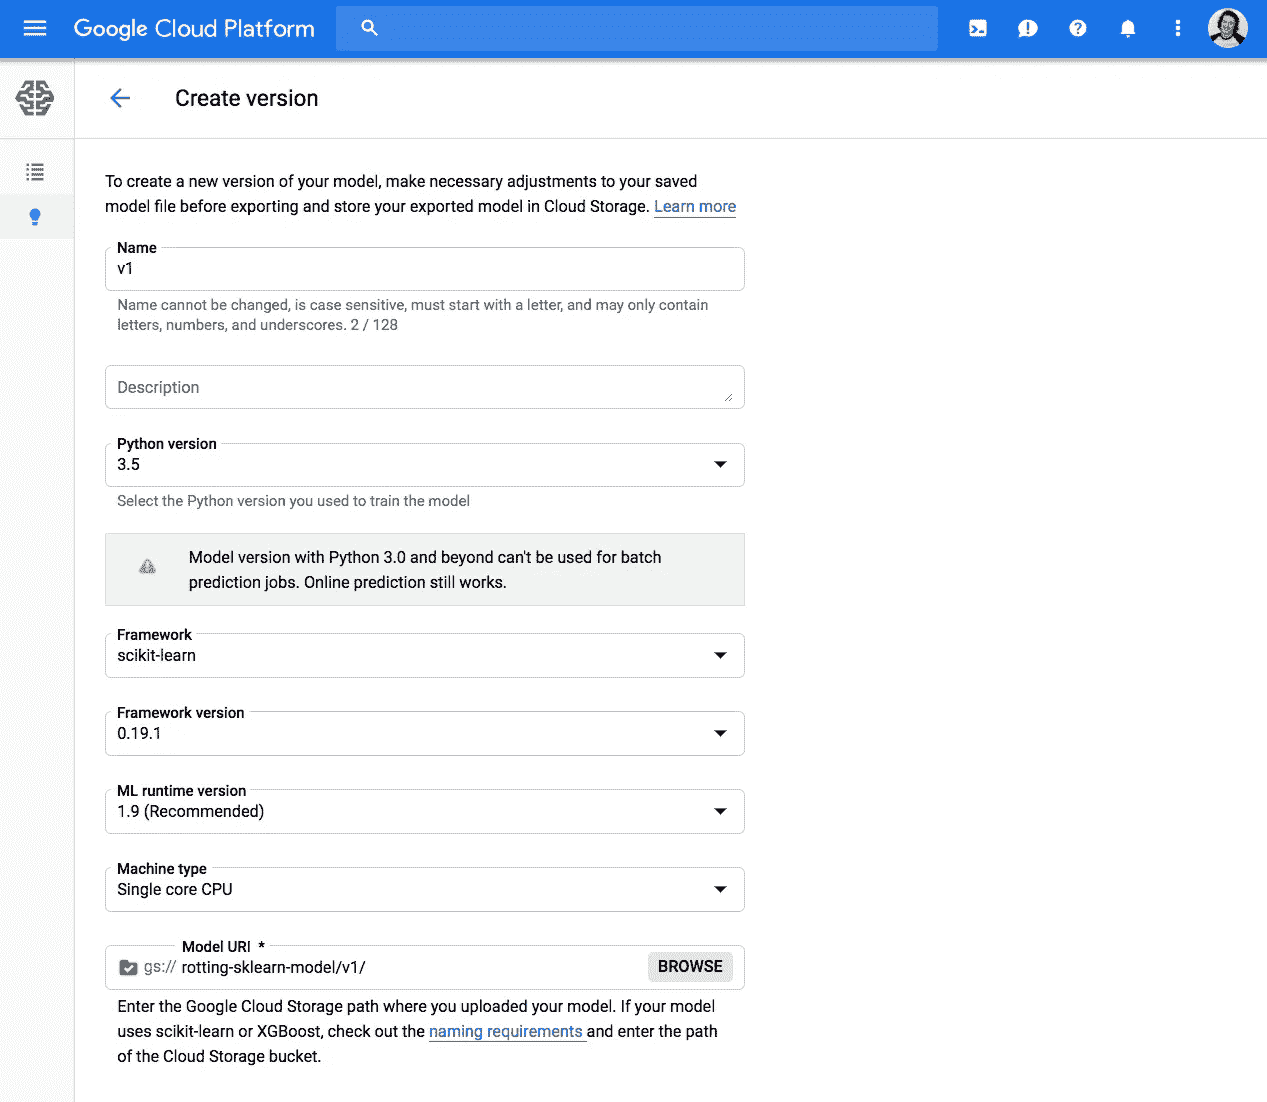 Google Cloud Platform
Create version
To create a new version of your model, make necessary adjustments to your saved
model file before exporting and store your exported model in Cloud Storage. Learn more
Name
v1
Name cannot be changed, is case sensitive, must start with a letter, and may only contain
letters, numbers, and underscores. 2 / 128
Description
Python version
3.5
Select the Python version you used to train the model
Model version with Python 3.0 and beyond can't be used for batch
prediction jobs. Online prediction still works.
Framework
scikit-learn
Framework version
0.19.1
ML runtime version
1.9 (Recommended)
Machine type
Single core CPU
Model URI *
gs:// rotting-sklearn-model/v1/ BROWSE
Enter the Google Cloud Storage path where you uploaded your model. If your model
uses scikit-learn or XGBoost, check out the naming requirements and enter the path
of the Cloud Storage bucket.